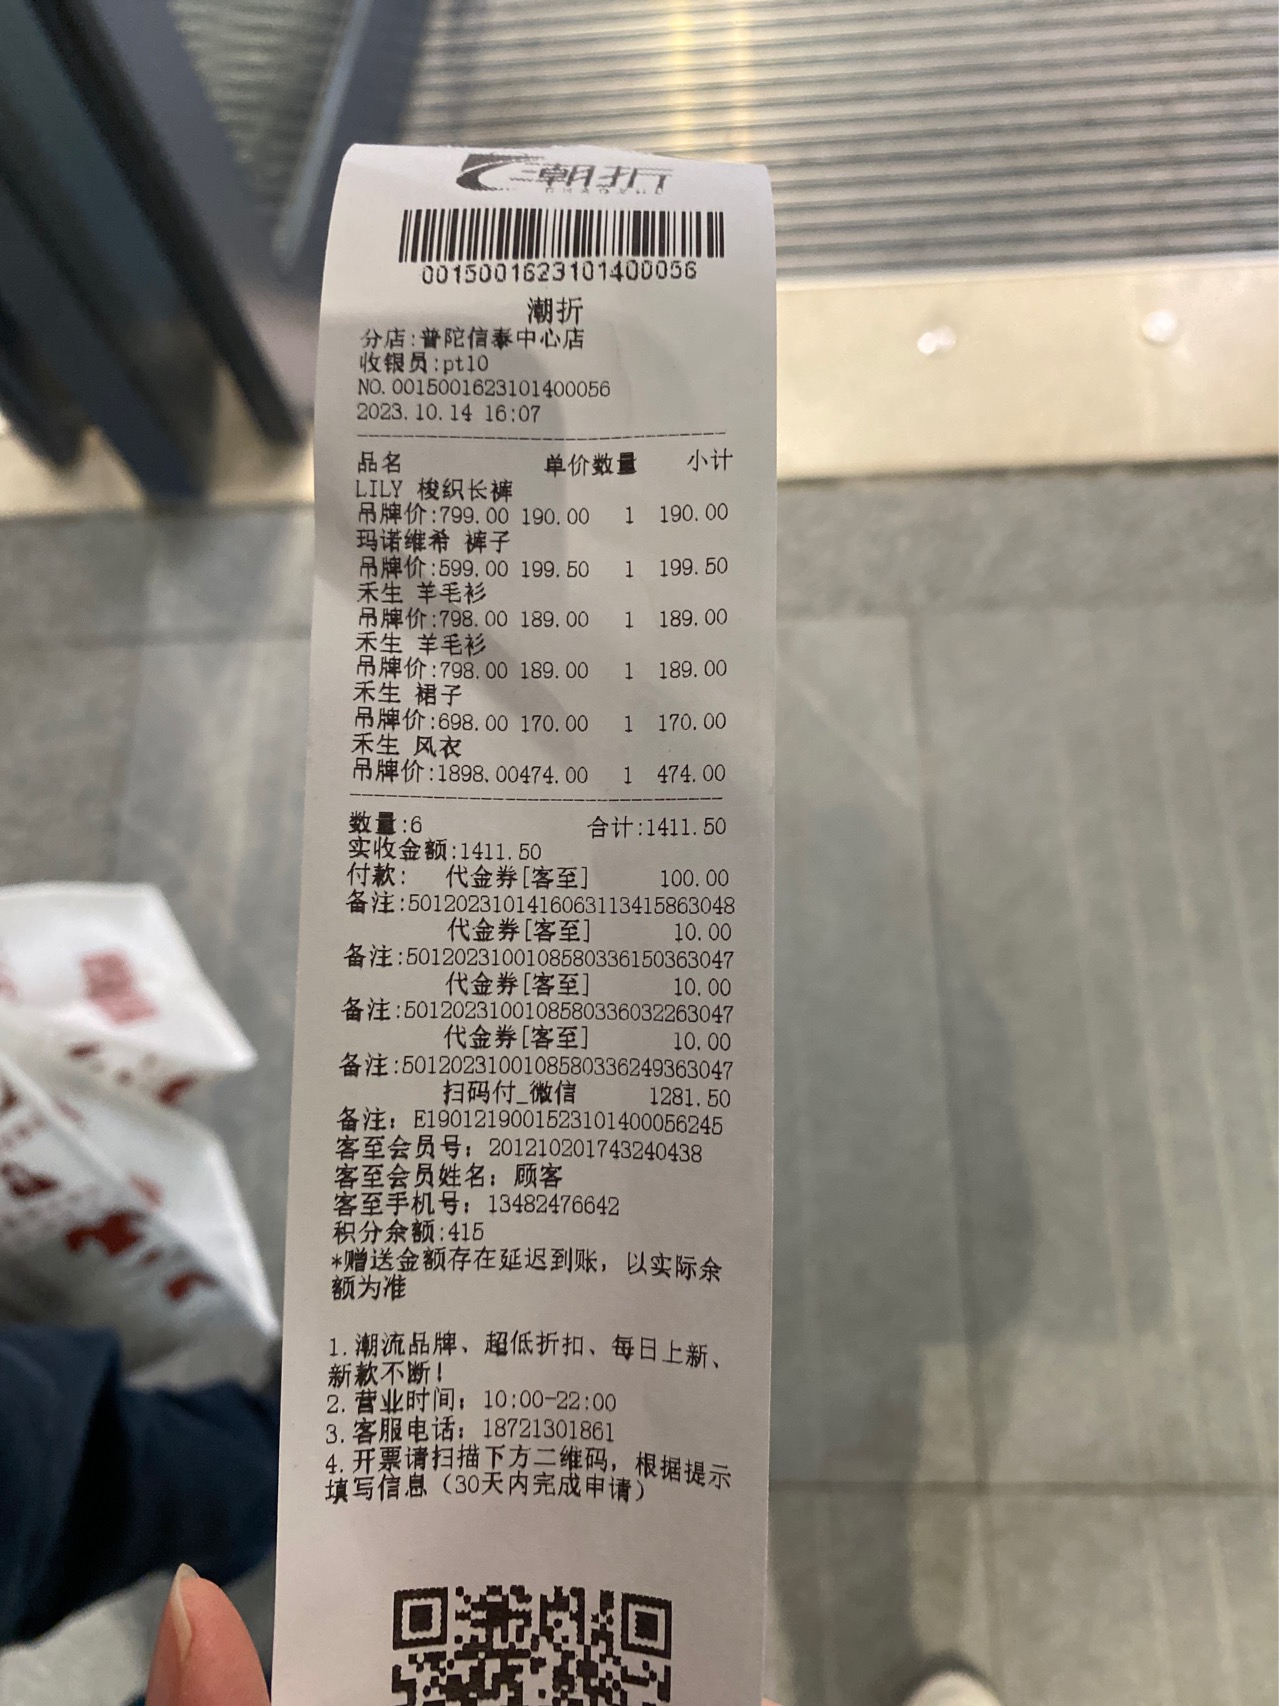 潮折
0015001623101400056
潮折
分店:普陀信泰中心店
收银员:pt10
NO.0015001623101400056
2023.10.14 16:07
品名 单价数量 小计
LILY 梭织长裤
吊牌价:799.00 190.00 1 190.00
玛诺维希 裤子
吊牌价:599.00 199.50 1 199.50
禾生 羊毛衫
吊牌价:798.00 189.00 1 189.00
禾生 羊毛衫
吊牌价:798.00 189.00 1 189.00
禾生 裙子
吊牌价:698.00 170.00 1 170.00
禾生 风衣
吊牌价:1898.00474.00 1 474.00
数量:6 合计:1411.50
实收金额:1411.50
付款: 代金券[客至] 100.00
备注:5012023101416063113415863048
代金券[客至] 10.00
备注:5012023100108580336150363047
代金券[客至] 10.00
备注:5012023100108580336032263047
代金券[客至] 10.00
备注:5012023100108580336249363047
扫码付_微信 1281.50
备注: E1901219001523101400056245
客至会员号: 201210201743240438
客至会员姓名: 顾客
客至手机号: 13482476642
积分余额:415
*赠送金额存在延迟到账, 以实际余
额为准
1.潮流品牌、超低折扣、每日上新、
新款不断!
2.营业时间: 10:00-22:00
3.客服电话: 18721301861
4.开票请扫描下方二维码, 根据提示
填写信息 (30天内完成申请)